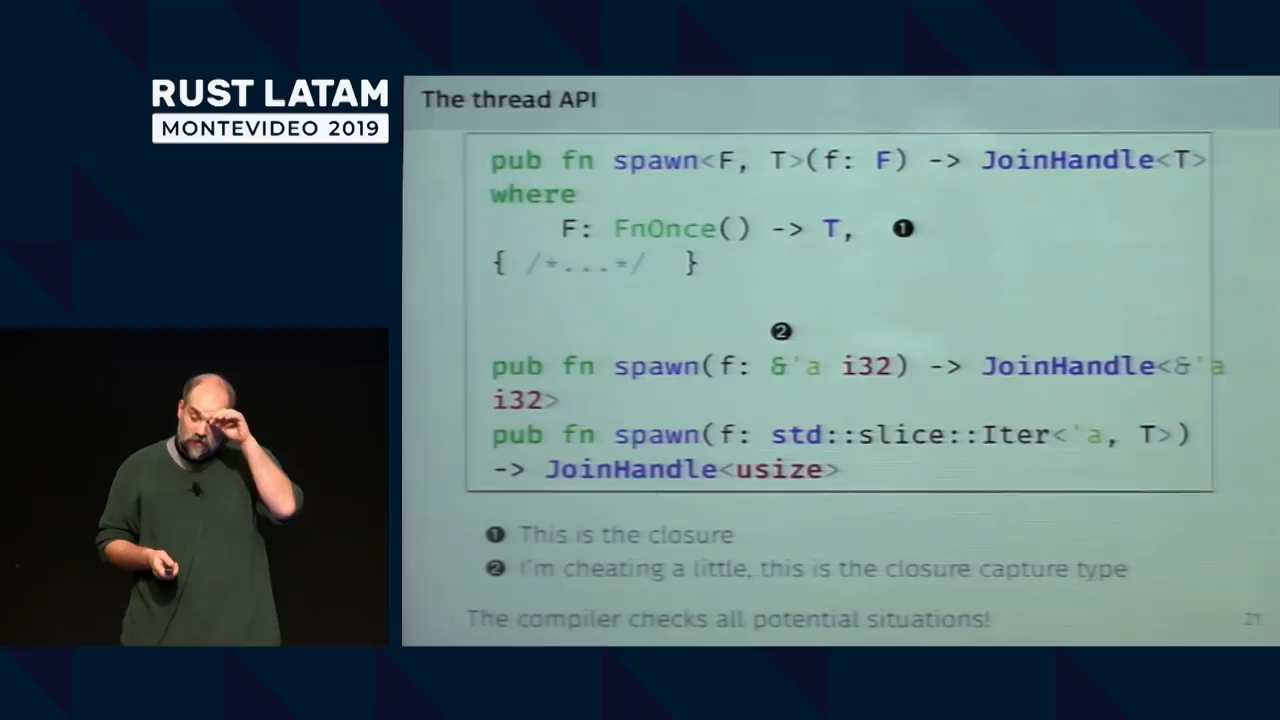 RUST LATAM
MONTEVIDEO 2019
The thread API
pub fn spawn<F, T>(f: F) -> JoinHandle<T>
where
    F: FnOnce() -> T, ❶
{ /*...*/ }
❷
pub fn spawn(f: &'a i32) -> JoinHandle<&'a
i32>
pub fn spawn(f: std::slice::Iter<'a, T>)
-> JoinHandle<usize>
❶ This is the closure
❷ I'm cheating a little, this is the closure capture type
The compiler checks all potential situations!
21